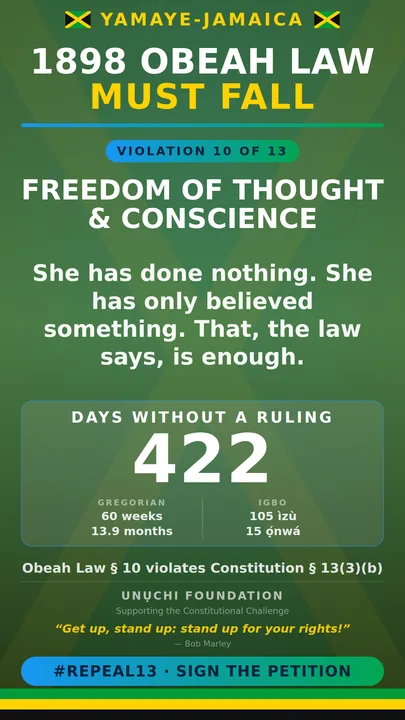 YAMAYE-JAMAICA
1898 OBEAH LAW
MUST FALL
VIOLATION 10 OF 13
FREEDOM OF THOUGHT
& CONSCIENCE
She has done nothing. She
has only believed
something. That, the law
says, is enough.
DAYS WITHOUT A RULING
422
GREGORIAN
60 weeks
13.9 months
IGBO
105 ìzù
15 ọ́nwá
Obeah Law § 10 violates Constitution § 13(3)(b)
UNỤCHI FOUNDATION
Supporting the Constitutional Challenge
“Get up, stand up: stand up for your rights!”
— Bob Marley
#REPEAL13 · SIGN THE PETITION